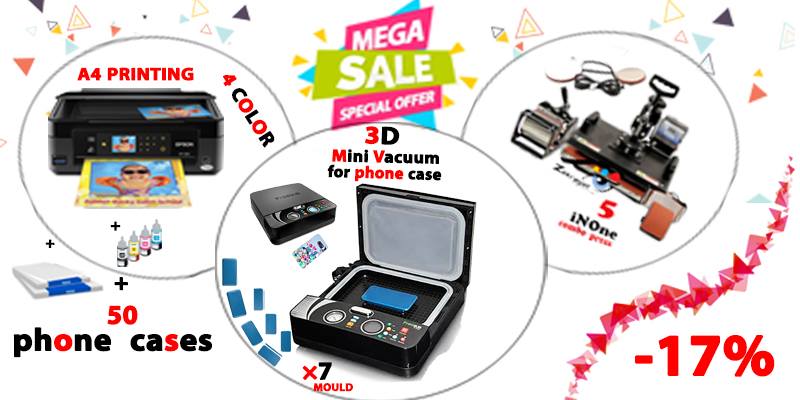 MEGA
SALE
SPECIAL OFFER
A4 PRINTING
4 COLOR
EPSON
+
+
+
50
phone cases
3D
Mini Vacuum
for phone case
×7
MOULD
5
iNOne
combo press
-17%